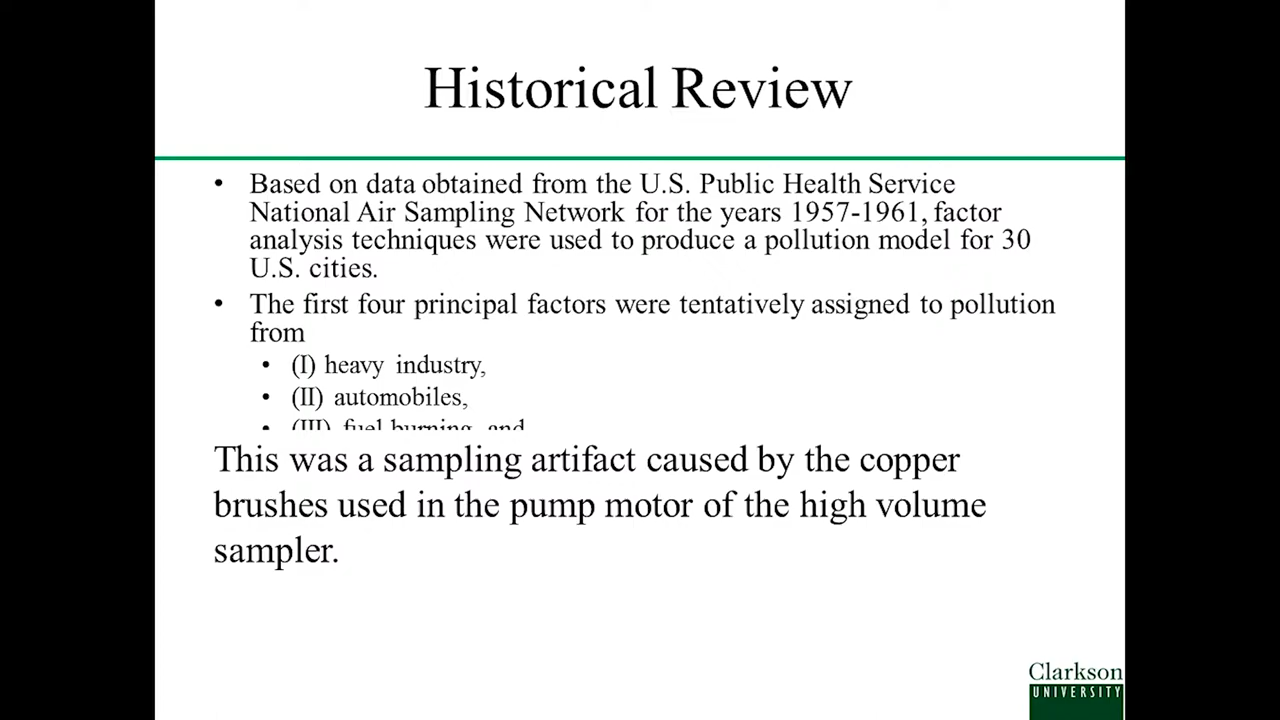 Historical Review
• Based on data obtained from the U.S. Public Health Service
National Air Sampling Network for the years 1957-1961, factor
analysis techniques were used to produce a pollution model for 30
U.S. cities.
• The first four principal factors were tentatively assigned to pollution
from
• (I) heavy industry,
• (II) automobiles,
• (III) fuel burning, and
This was a sampling artifact caused by the copper
brushes used in the pump motor of the high volume
sampler.
Clarkson
UNIVERSITY